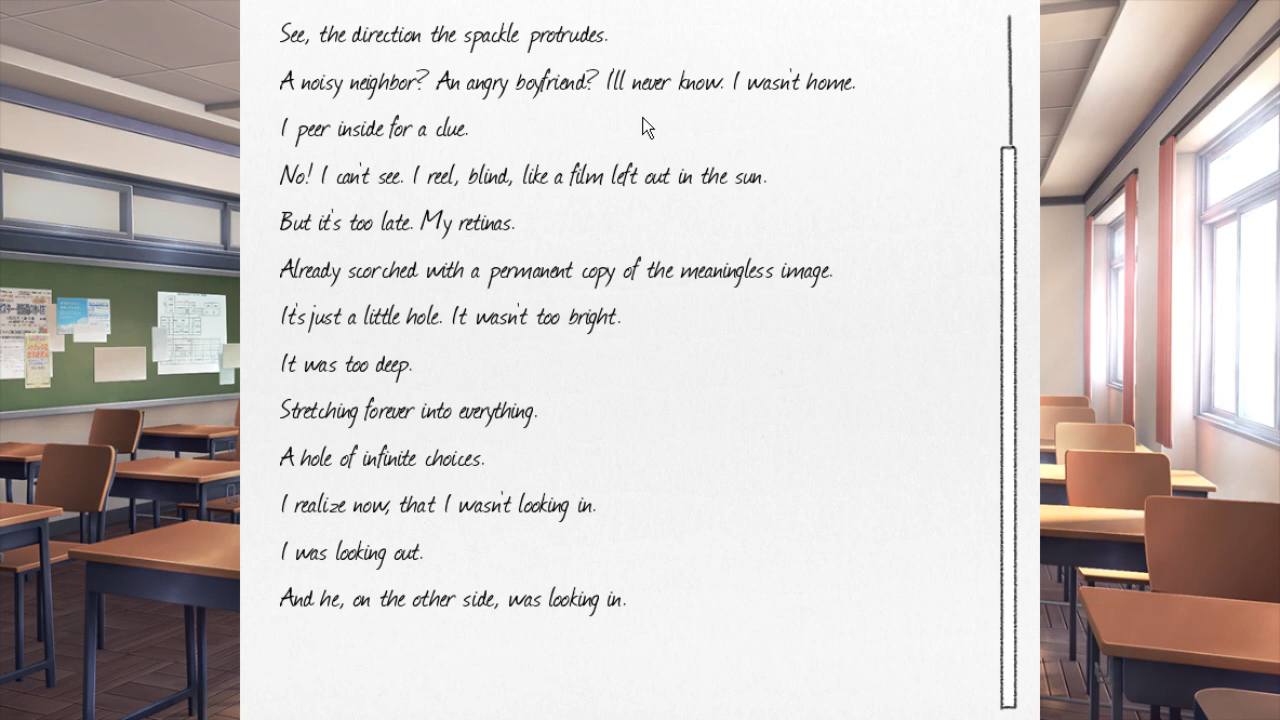 See, the direction the spackle protrudes.
A noisy neighbor? An angry boyfriend? I'll never know. I wasn't home.
I peer inside for a clue.
No! I can't see. I reel, blind, like a film left out in the sun.
But it's too late. My retinas.
Already scorched with a permanent copy of the meaningless image.
It's just a little hole. It wasn't too bright.
It was too deep.
Stretching forever into everything.
A hole of infinite choices.
I realize now, that I wasn't looking in.
I was looking out.
And he, on the other side, was looking in.